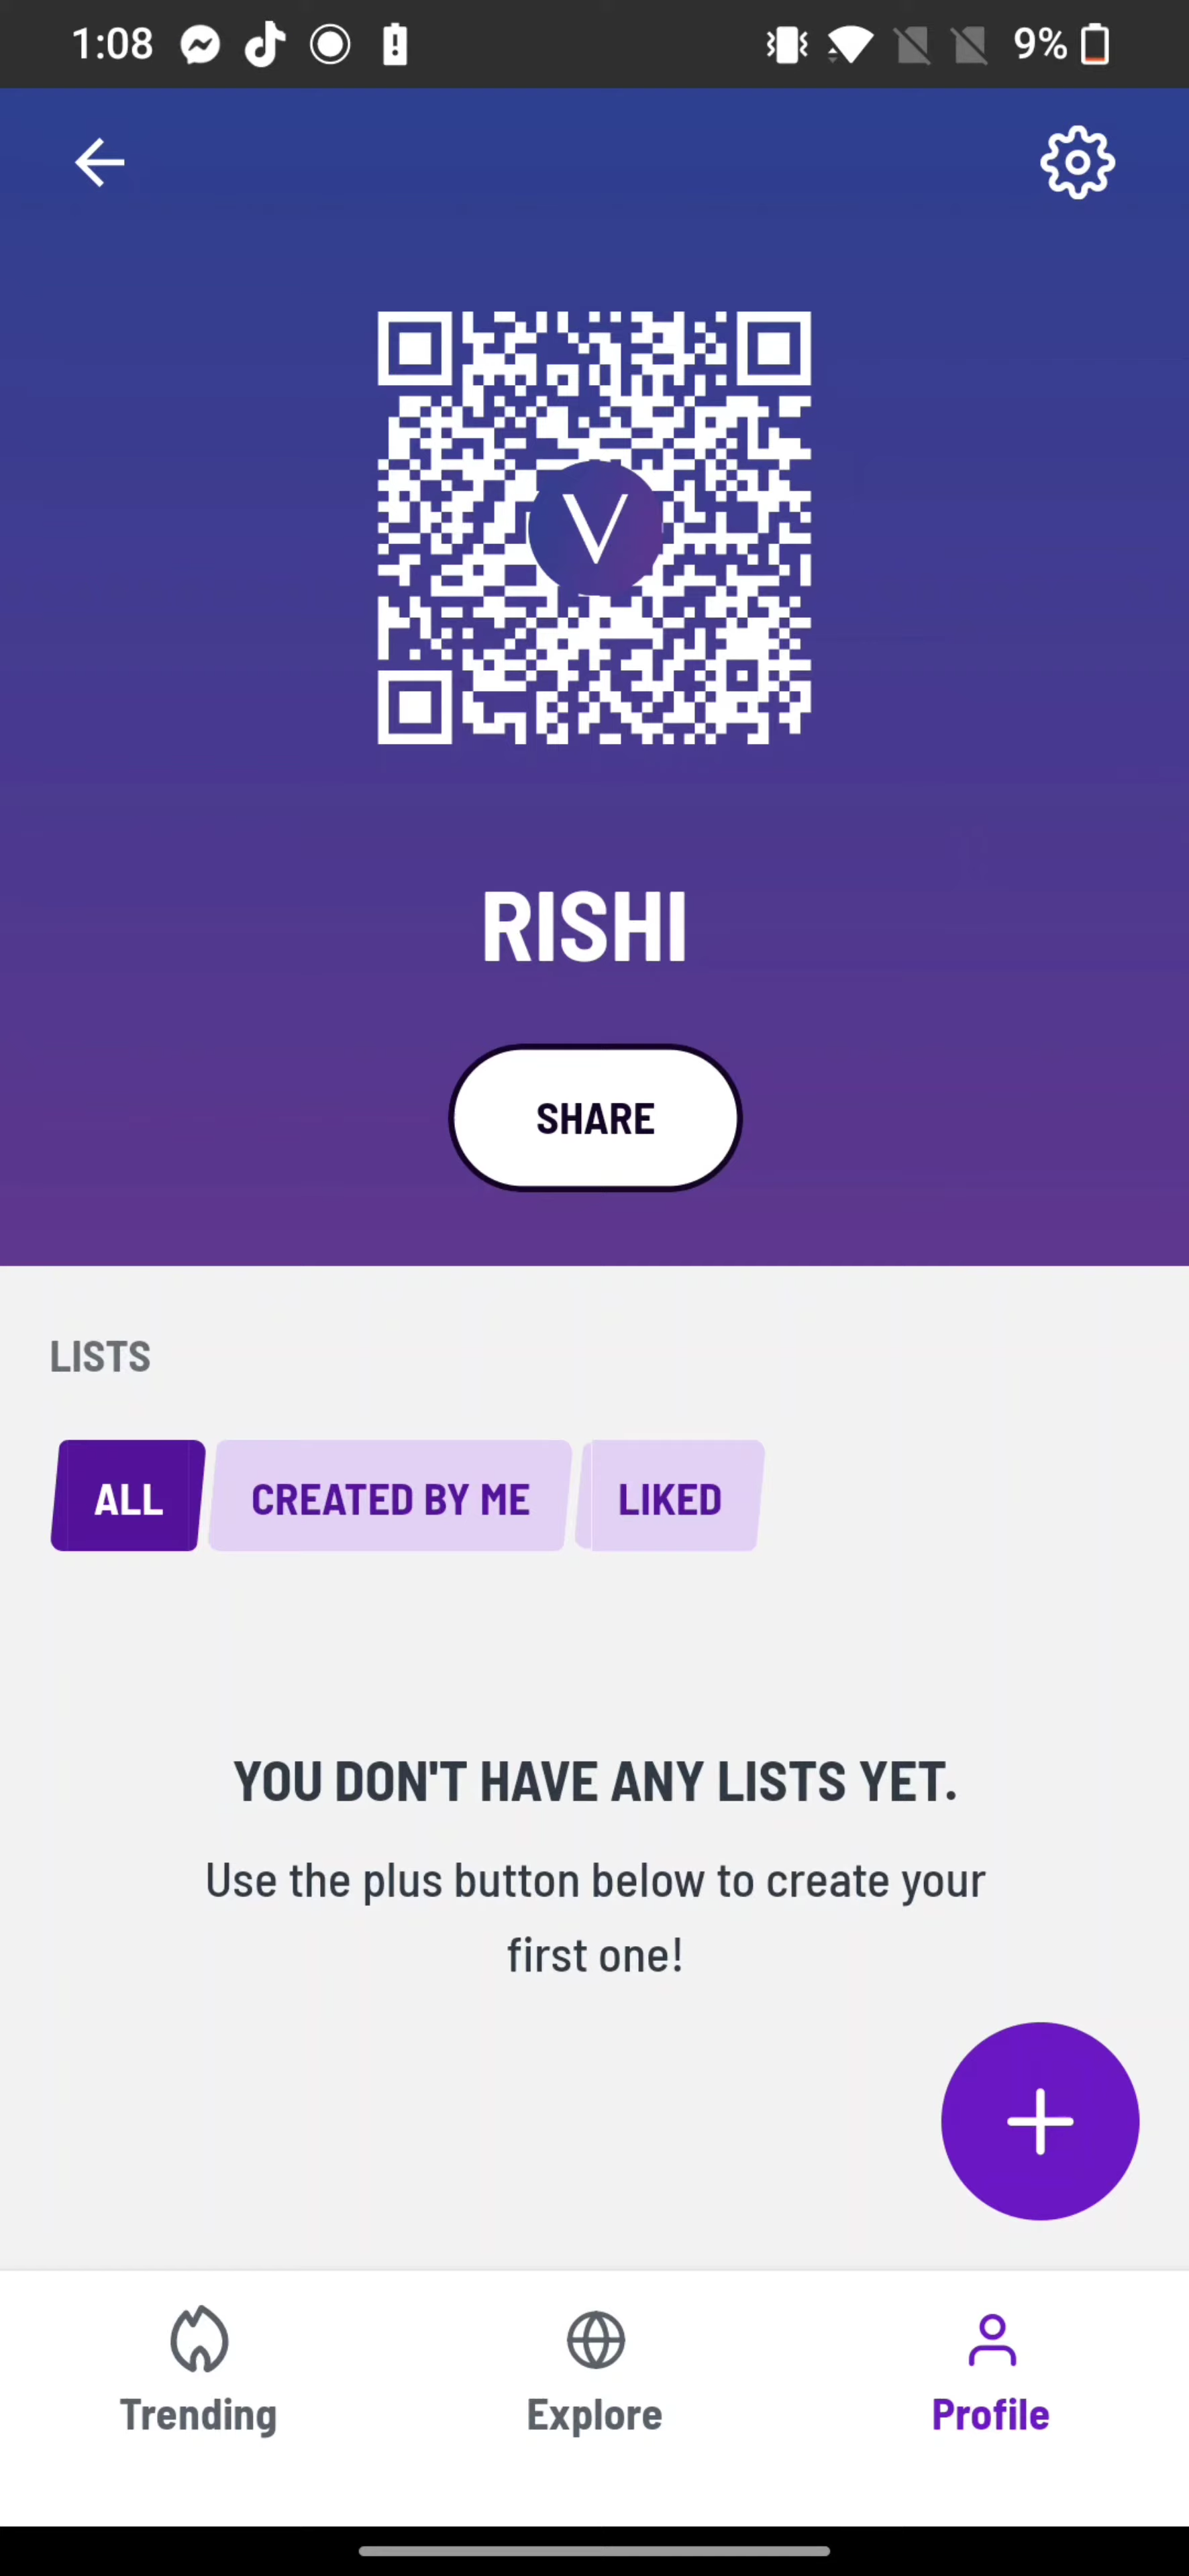 1:08
9%
V
RISHI
SHARE
LISTS
ALL
CREATED BY ME
LIKED
YOU DON'T HAVE ANY LISTS YET.
Use the plus button below to create your
first one!
Trending
Explore
Profile